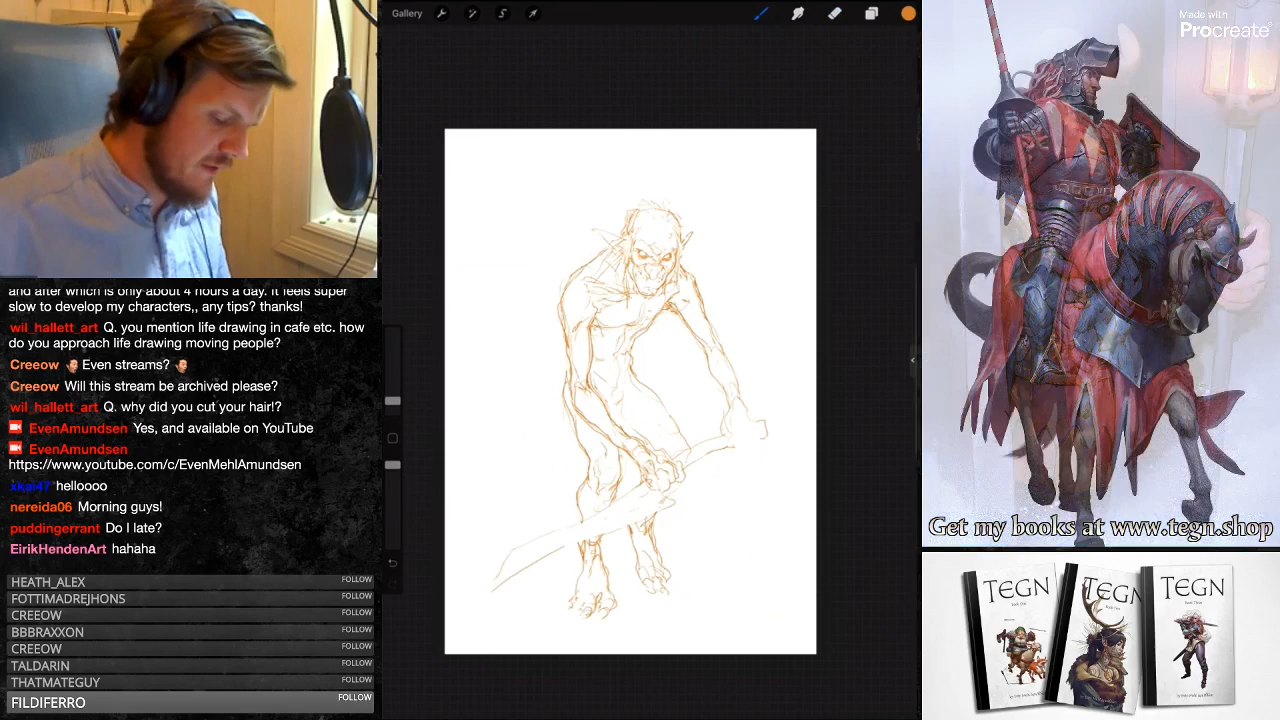 Gallery
and after which is only about 4 hours a day. it feels super
slow to develop my characters,, any tips? thanks!
wil_hallett_art Q. you mention life drawing in cafe etc. how
do you approach life drawing moving people?
Creeow Even streams?
Creeow Will this stream be archived please?
wil_hallett_art Q. why did you cut your hair!?
EvenAmundsen Yes, and available on YouTube
EvenAmundsen
https://www.youtube.com/c/EvenMehlAmundsen
xkai47 helloooo
nereida06 Morning guys!
puddingerrant Do I late?
EirikHendenArt hahaha
HEATH_ALEX FOLLOW
FOTTIMADREJHONS FOLLOW
CREEOW FOLLOW
BBBRAXXON FOLLOW
CREEOW FOLLOW
TALDARIN FOLLOW
THATMATEGUY FOLLOW
FILDIFERRO FOLLOW
Made with
Procreate
Get my books at www.tegn.shop
TEGN
TEGN
TEGN